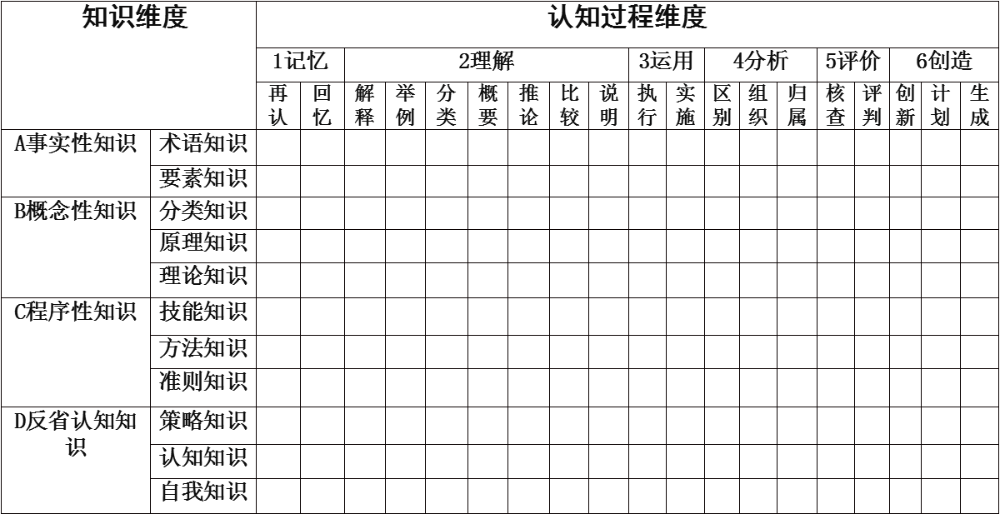 知识维度 认知过程维度
1记忆 2理解 3运用 4分析 5评价 6创造
再认 回忆 解释 举例 分类 概要 推论 比较 说明 执行 实施 区别 组织 归属 核查 评判 创新 计划 生成
A事实性知识 术语知识
要素知识
B概念性知识 分类知识
原理知识
理论知识
C程序性知识 技能知识
方法知识
准则知识
D反省认知知识 策略知识
认知知识
自我知识